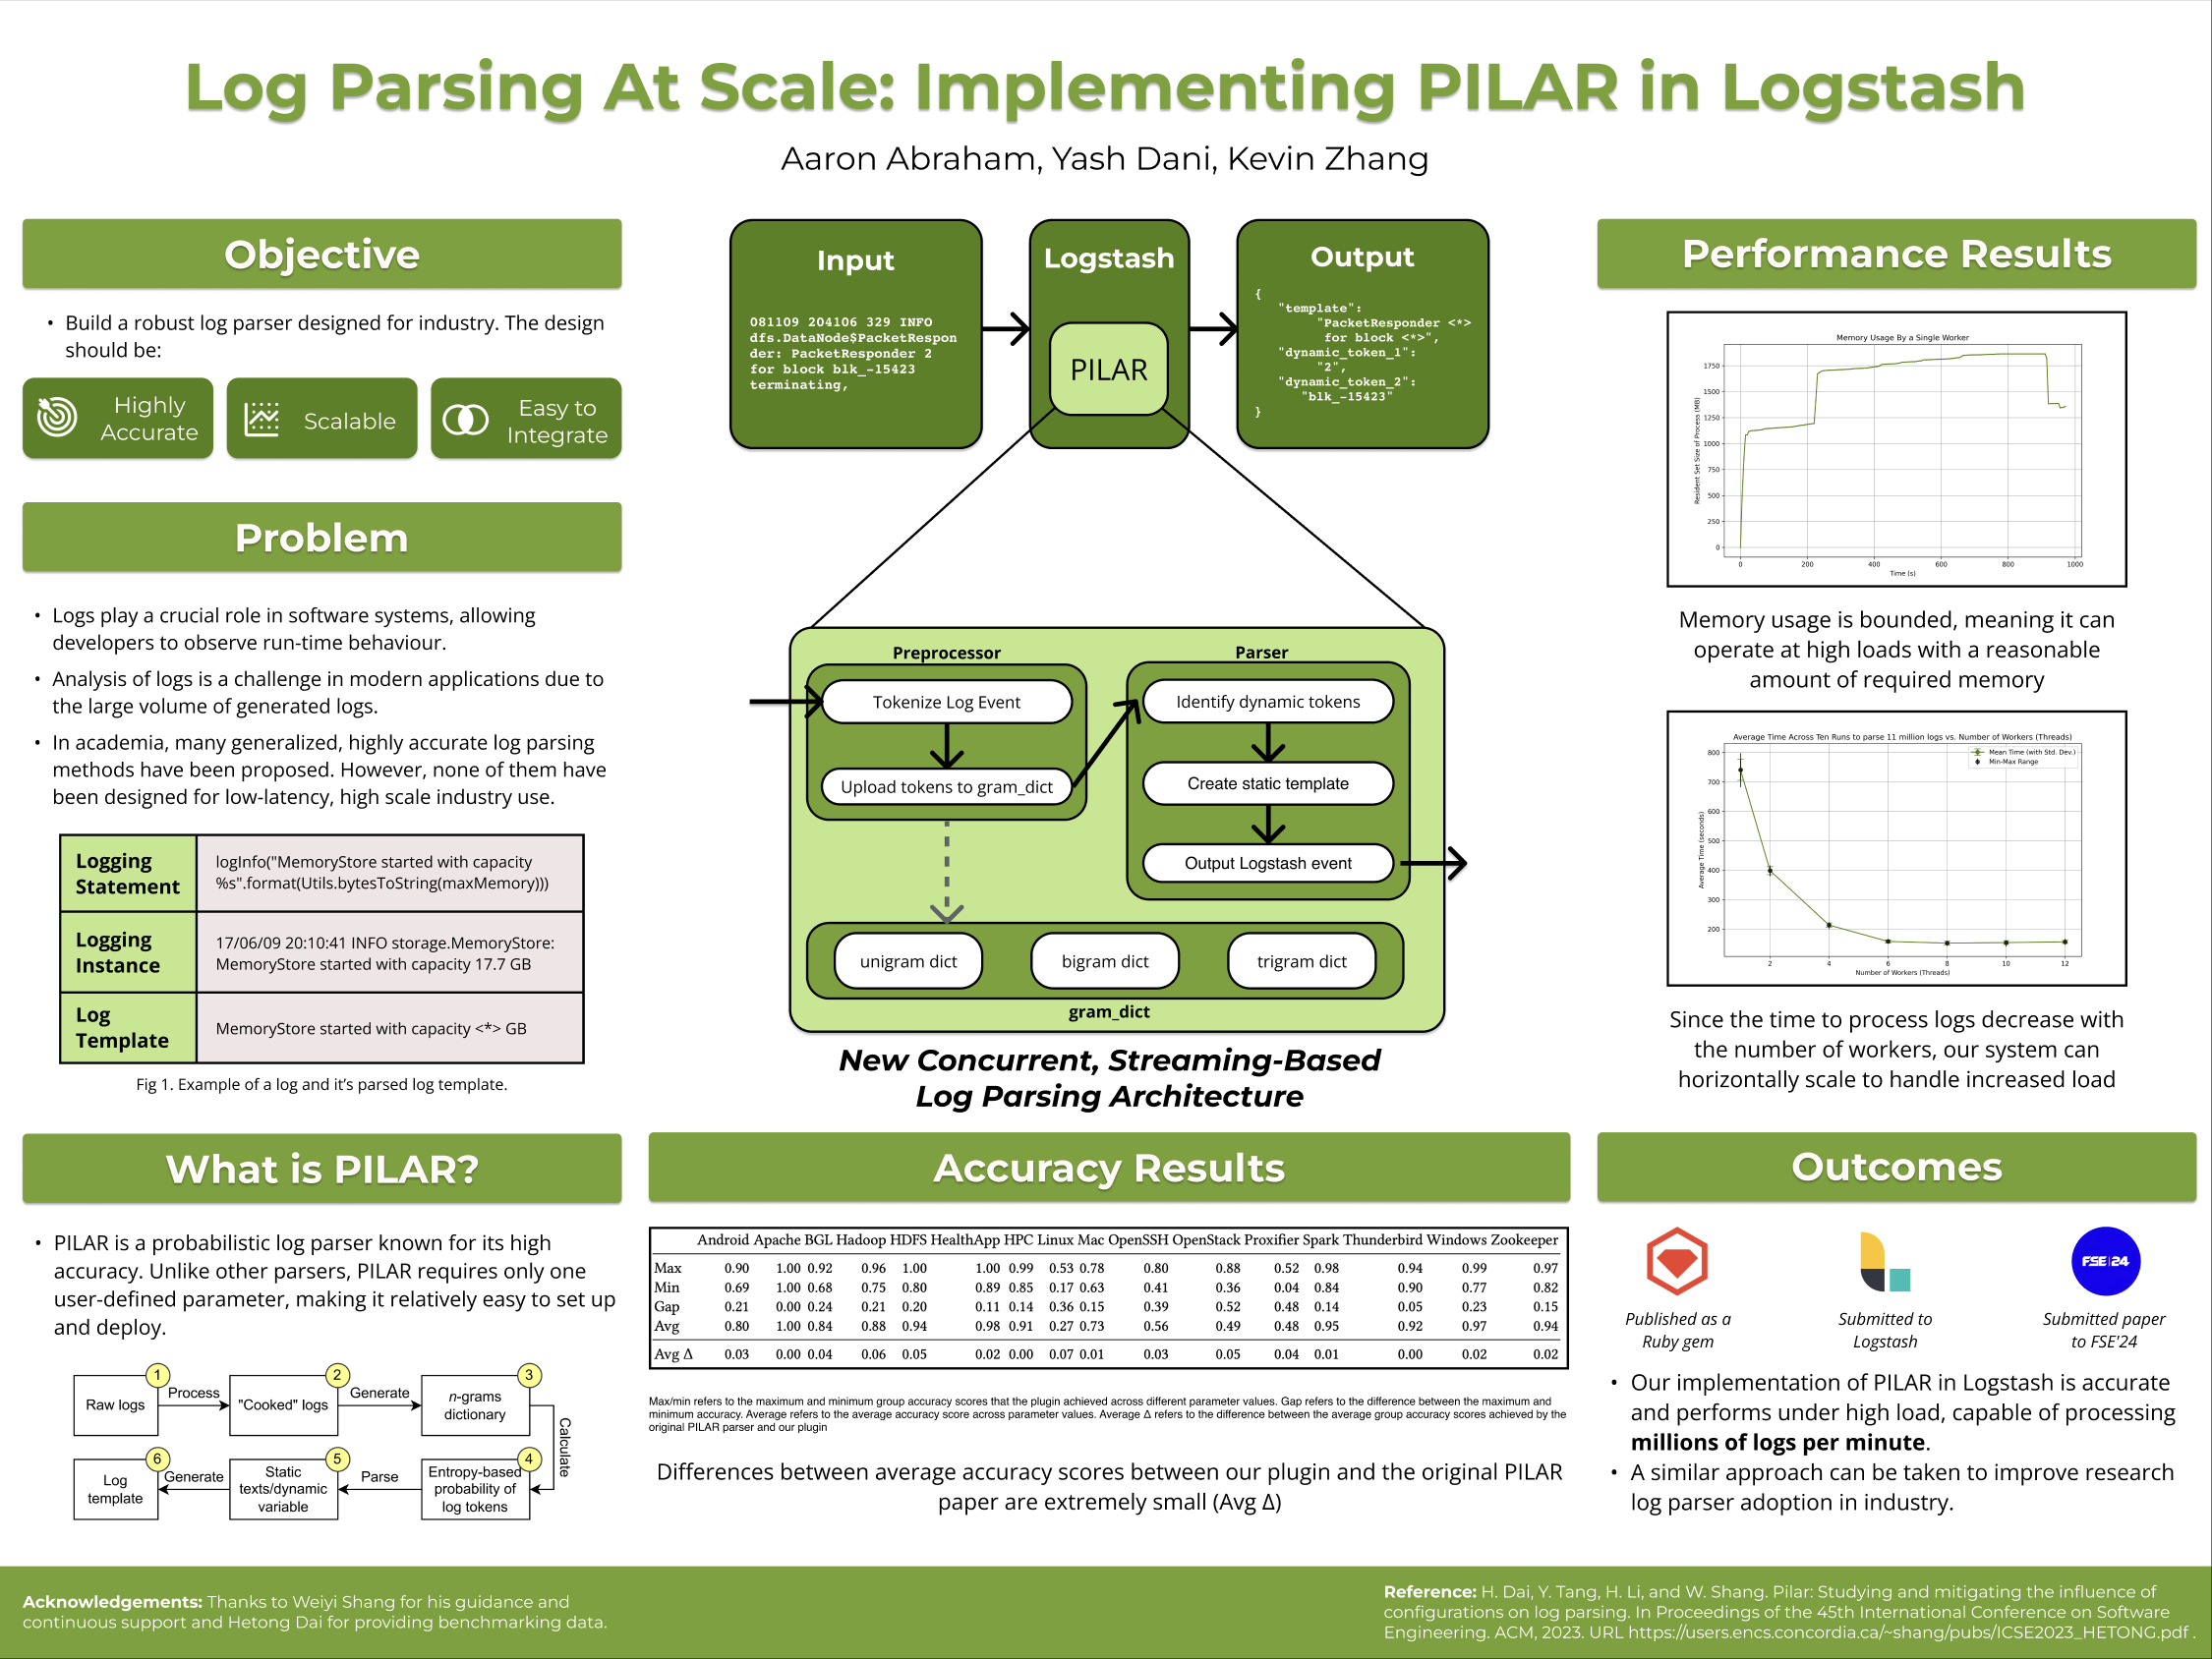 Log Parsing At Scale: Implementing PILAR in Logstash
Aaron Abraham, Yash Dani, Kevin Zhang
Objective
• Build a robust log parser designed for industry. The design
should be:
Highly
Accurate
Scalable
Easy to
Integrate
Problem
• Logs play a crucial role in software systems, allowing
developers to observe run-time behaviour.
• Analysis of logs is a challenge in modern applications due to
the large volume of generated logs.
• In academia, many generalized, highly accurate log parsing
methods have been proposed. However, none of them have
been designed for low-latency, high scale industry use.
Logging
Statement
logInfo("MemoryStore started with capacity
%s".format(Utils.bytesToString(maxMemory)))
Logging
Instance
17/06/09 20:10:41 INFO storage.MemoryStore:
MemoryStore started with capacity 17.7 GB
Log
Template
MemoryStore started with capacity <*> GB
Fig 1. Example of a log and it's parsed log template.
What is PILAR?
• PILAR is a probabilistic log parser known for its high
accuracy. Unlike other parsers, PILAR requires only one
user-defined parameter, making it relatively easy to set up
and deploy.
1
Raw logs
Process
2
"Cooked" logs
Generate
3
n-grams
dictionary
Calculate
4
Entropy-based
probability of
log tokens
Parse
5
Static
texts/dynamic
variable
Generate
6
Log
template
Input
081109 204106 329 INFO
dfs.DataNode$PacketRespon
der: PacketResponder 2
for block blk_-15423
terminating,
Logstash
PILAR
Output
{
"template":
"PacketResponder <*>
for block <*>",
"dynamic_token_1":
"2",
"dynamic_token_2":
"blk_-15423"
}
Preprocessor
Tokenize Log Event
Upload tokens to gram_dict
Parser
Identify dynamic tokens
Create static template
Output Logstash event
unigram dict
bigram dict
trigram dict
gram_dict
New Concurrent, Streaming-Based
Log Parsing Architecture
Accuracy Results
Android Apache BGL Hadoop HDFS HealthApp HPC Linux Mac OpenSSH OpenStack Proxifier Spark Thunderbird Windows Zookeeper
Max 0.90 1.00 0.92 0.96 1.00 1.00 0.99 0.53 0.78 0.80 0.88 0.52 0.98 0.94 0.99 0.97
Min 0.69 1.00 0.68 0.75 0.80 0.89 0.85 0.17 0.63 0.41 0.36 0.04 0.84 0.90 0.77 0.82
Gap 0.21 0.00 0.24 0.21 0.20 0.11 0.14 0.36 0.15 0.39 0.52 0.48 0.14 0.05 0.23 0.15
Avg 0.80 1.00 0.84 0.88 0.94 0.98 0.91 0.27 0.73 0.56 0.49 0.48 0.95 0.92 0.97 0.94
Avg Δ 0.03 0.00 0.04 0.06 0.05 0.02 0.00 0.07 0.01 0.03 0.05 0.04 0.01 0.00 0.02 0.02
Max/min refers to the maximum and minimum group accuracy scores that the plugin achieved across different parameter values. Gap refers to the difference between the maximum and
minimum accuracy. Average refers to the average accuracy score across parameter values. Average Δ refers to the difference between the average group accuracy scores achieved by the
original PILAR parser and our plugin
Differences between average accuracy scores between our plugin and the original PILAR
paper are extremely small (Avg Δ)
Performance Results
Memory Usage By a Single Worker
Resident Set Size of Process (MB)
1750
1500
1250
1000
750
500
250
0
0 200 400 600 800 1000
Time (s)
Memory usage is bounded, meaning it can
operate at high loads with a reasonable
amount of required memory
Average Time Across Ten Runs to parse 11 million logs vs. Number of Workers (Threads)
Mean Time (with Std. Dev.)
Min-Max Range
Average Time (seconds)
800
700
600
500
400
300
200
2 4 6 8 10 12
Number of Workers (Threads)
Since the time to process logs decrease with
the number of workers, our system can
horizontally scale to handle increased load
Outcomes
FSE|24
Published as a
Ruby gem
Submitted to
Logstash
Submitted paper
to FSE'24
• Our implementation of PILAR in Logstash is accurate
and performs under high load, capable of processing
millions of logs per minute.
• A similar approach can be taken to improve research
log parser adoption in industry.
Acknowledgements: Thanks to Weiyi Shang for his guidance and
continuous support and Hetong Dai for providing benchmarking data.
Reference: H. Dai, Y. Tang, H. Li, and W. Shang. Pilar: Studying and mitigating the influence of
configurations on log parsing. In Proceedings of the 45th International Conference on Software
Engineering. ACM, 2023. URL https://users.encs.concordia.ca/~shang/pubs/ICSE2023_HETONG.pdf .